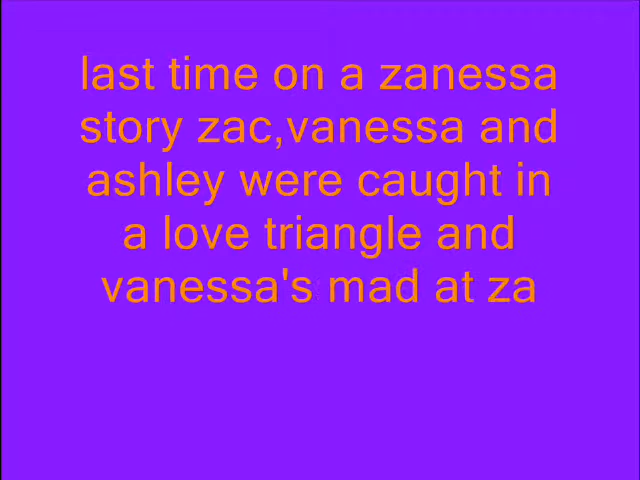 last time on a zanessa
story zac,vanessa and
ashley were caught in
a love triangle and
vanessa's mad at za